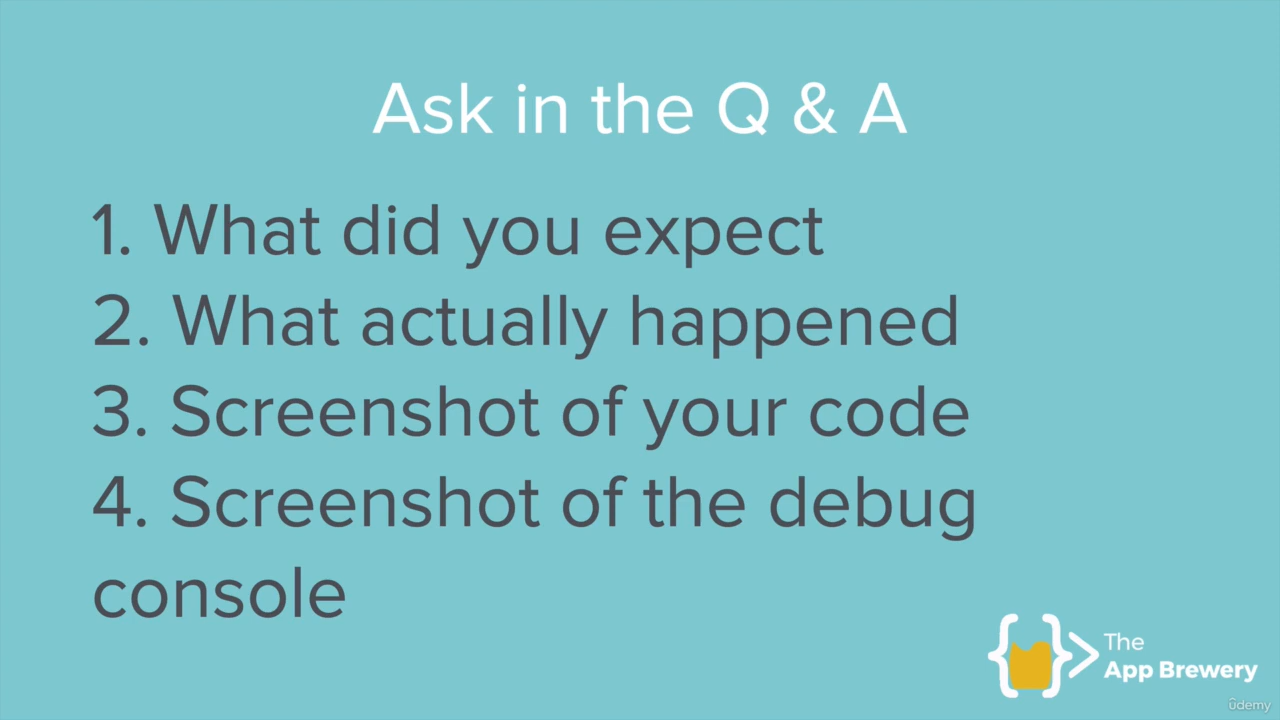 Ask in the Q & A
1. What did you expect
2. What actually happened
3. Screenshot of your code
4. Screenshot of the debug
console
The
App Brewery
ûdemy